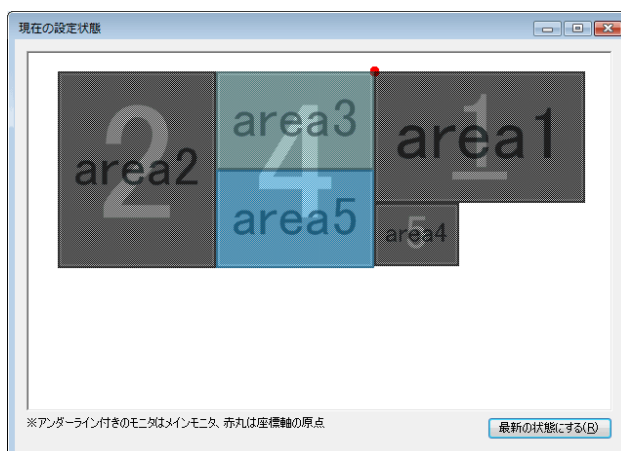 現在の設定状態
2
area2
4
area3
area5
1
area1
5
area4
※アンダーライン付きのモニタはメインモニタ、赤丸は座標軸の原点
最新の状態にする(R)